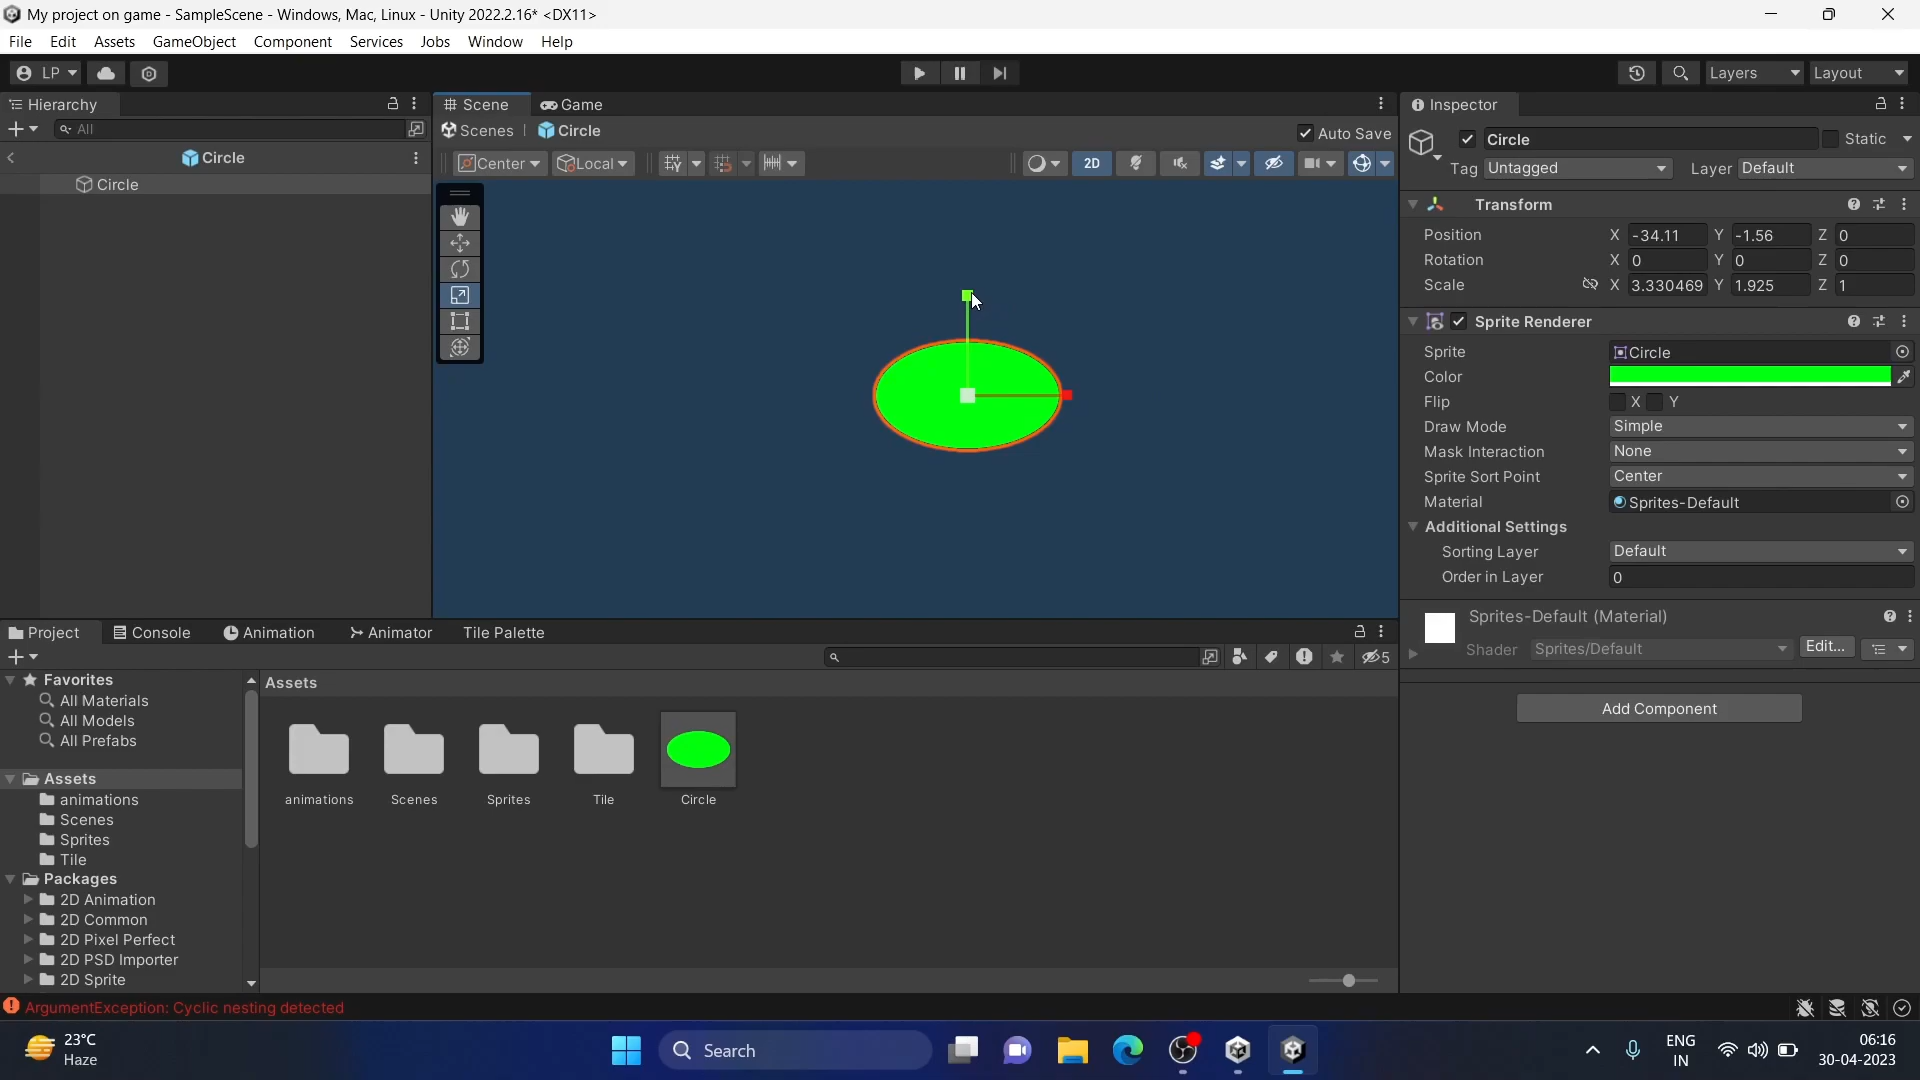 My project on game - SampleScene - Windows, Mac, Linux - Unity 2022.2.16* <DX11>
File Edit Assets GameObject Component Services Jobs Window Help
LP Layers Layout
Hierarchy
All
Circle
Circle
Scene Game
Scenes | Circle Auto Save
Center Local 2D
Inspector
Circle Static
Tag Untagged Layer Default
Transform
Position X -34.11 Y -1.56 Z 0
Rotation X 0 Y 0 Z 0
Scale X 3.330469 Y 1.925 Z 1
Sprite Renderer
Sprite Circle
Color
Flip X Y
Draw Mode Simple
Mask Interaction None
Sprite Sort Point Center
Material Sprites-Default
Additional Settings
Sorting Layer Default
Order in Layer 0
Sprites-Default (Material)
Shader Sprites/Default Edit...
Add Component
Project Console Animation Animator Tile Palette
5
Favorites
All Materials
All Models
All Prefabs
Assets
animations
Scenes
Sprites
Tile
Packages
2D Animation
2D Common
2D Pixel Perfect
2D PSD Importer
2D Sprite
Assets
animations Scenes Sprites Tile Circle
ArgumentException: Cyclic nesting detected
23°C
Haze
Search
ENG
IN
06:16
30-04-2023